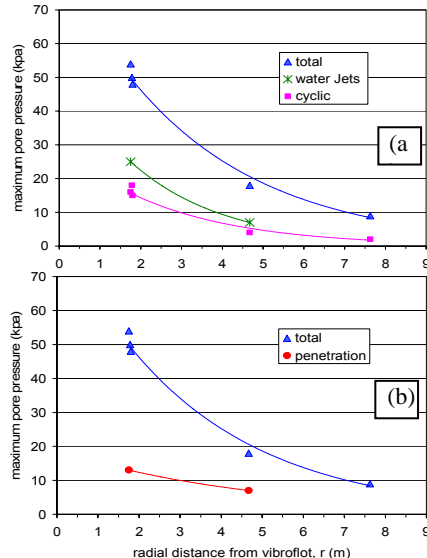 70
60
50
40
30
20
10
0
maximum pore pressure (kpa)
total
water Jets
cyclic
(a
0 1 2 3 4 5 6 7 8 9
70
60
50
40
30
20
10
0
maximum pore pressure (kpa)
total
penetration
(b)
0 1 2 3 4 5 6 7 8 9
radial distance from vibroflot, r (m)